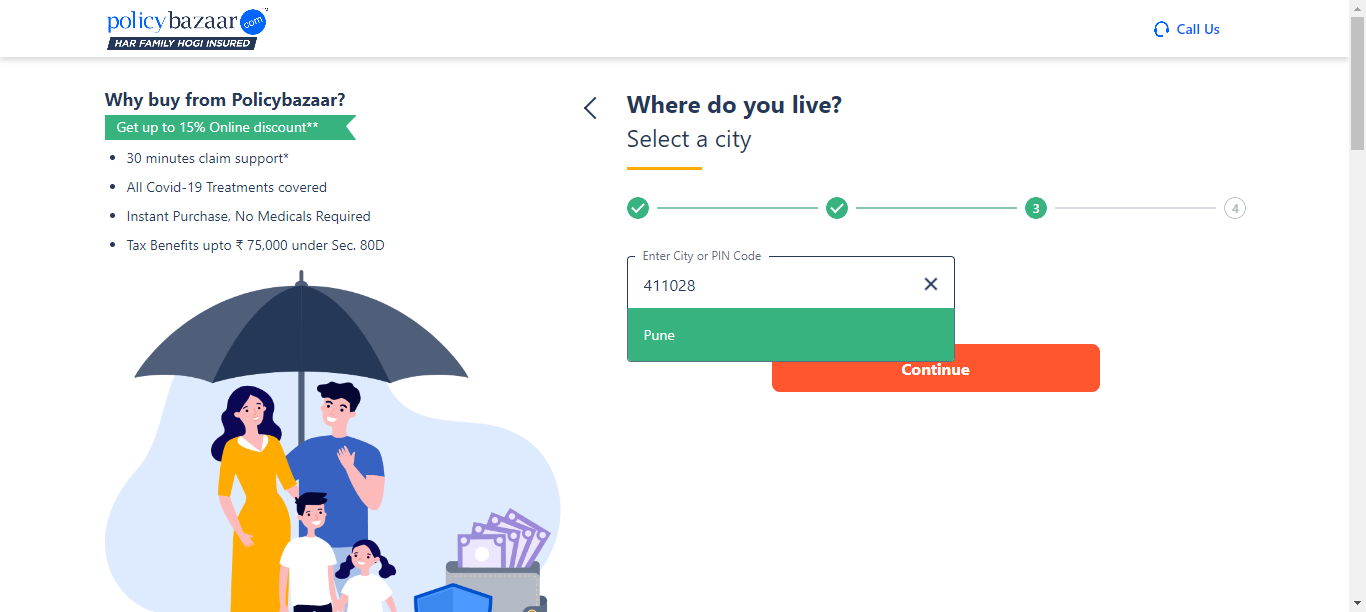 policybazaar.com
HAR FAMILY HOGI INSURED
Call Us
Why buy from Policybazaar?
Get up to 15% Online discount**
• 30 minutes claim support*
• All Covid-19 Treatments covered
• Instant Purchase, No Medicals Required
• Tax Benefits upto ₹ 75,000 under Sec. 80D
Where do you live?
Select a city
3
4
Enter City or PIN Code
411028
Pune
Continue